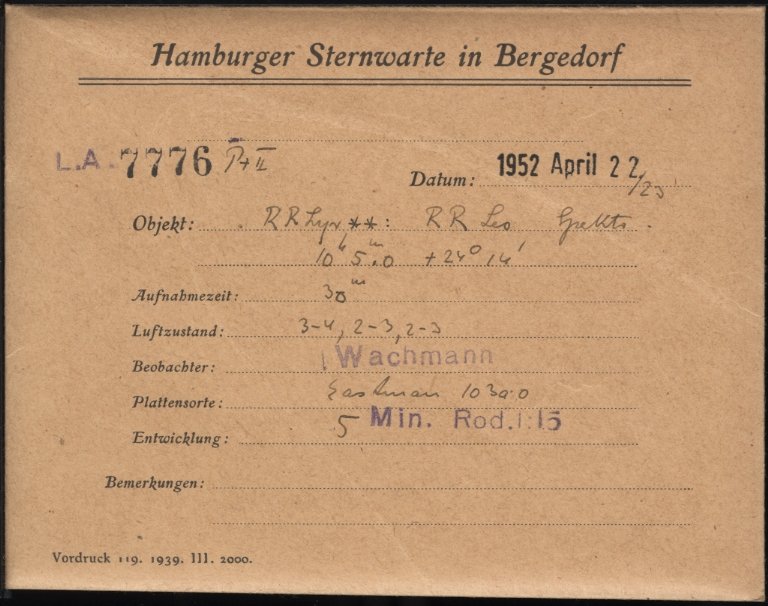 Hamburger Sternwarte in Bergedorf
L.A. 7776 P+II
Datum: 1952 April 22/23
Objekt: RR Lyr **: RR Leo Spektr.
10h 5m.0 +24° 14'
Aufnahmezeit: 30m
Luftzustand: 3-4, 2-3, 2-3
Beobachter: Wachmann
Plattensorte: Eastman 103a-O
Entwicklung: 5 Min. Rod. 1:15
Bemerkungen:
Vordruck 119. 1939. III. 2000.